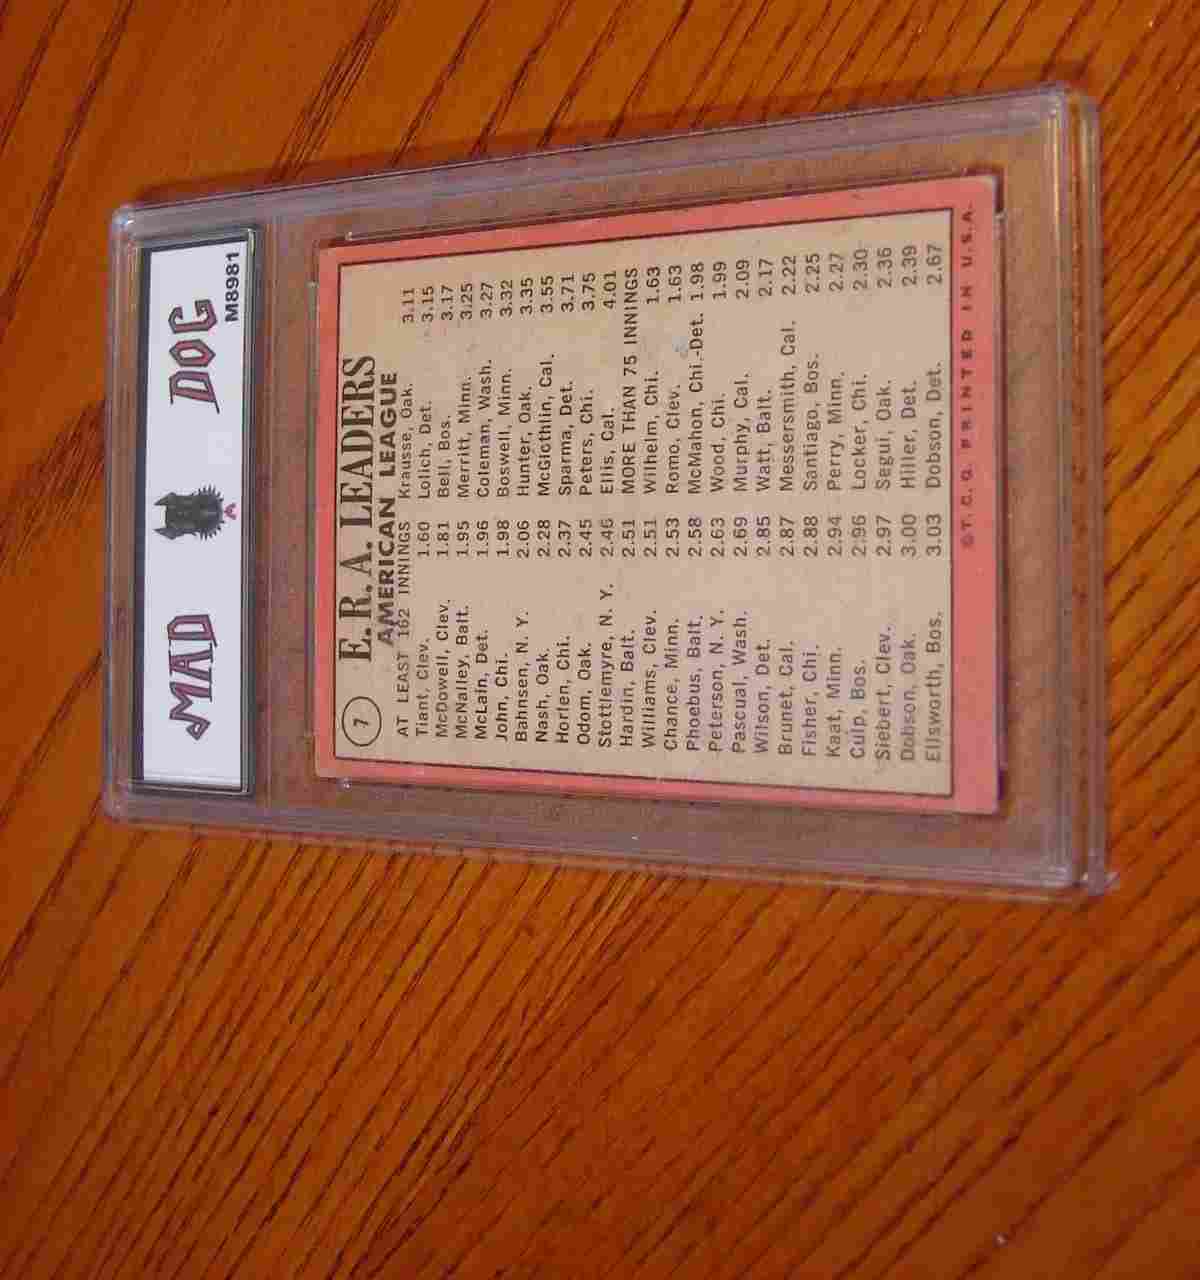 MAD DOG
M8981
7
E. R. A. LEADERS
AMERICAN LEAGUE
AT LEAST 162 INNINGS
Tiant, Clev. 1.60
McDowell, Clev. 1.81
McNalley, Balt. 1.95
McLain, Det. 1.96
John, Chi. 1.98
Bahnsen, N. Y. 2.06
Nash, Oak. 2.28
Horlen, Chi. 2.37
Odom, Oak. 2.45
Stottlemyre, N. Y. 2.46
Hardin, Balt. 2.51
Williams, Clev. 2.51
Chance, Minn. 2.53
Phoebus, Balt. 2.58
Peterson, N. Y. 2.63
Pascual, Wash. 2.69
Wilson, Det. 2.85
Brunet, Cal. 2.87
Fisher, Chi. 2.88
Kaat, Minn. 2.94
Culp, Bos. 2.96
Siebert, Clev. 2.97
Dobson, Oak. 3.00
Ellsworth, Bos. 3.03
Krausse, Oak. 3.11
Lolich, Det. 3.15
Bell, Bos. 3.17
Merritt, Minn. 3.25
Coleman, Wash. 3.27
Boswell, Minn. 3.32
Hunter, Oak. 3.35
McGlothlin, Cal. 3.55
Sparma, Det. 3.71
Peters, Chi. 3.75
Ellis, Cal. 4.01
MORE THAN 75 INNINGS
Wilhelm, Chi. 1.63
Romo, Clev. 1.63
McMahon, Chi.-Det. 1.98
Wood, Chi. 1.99
Murphy, Cal. 2.09
Watt, Balt. 2.17
Messersmith, Cal. 2.22
Santiago, Bos. 2.25
Perry, Minn. 2.27
Locker, Chi. 2.30
Segui, Oak. 2.36
Hiller, Det. 2.39
Dobson, Det. 2.67
©T. C. G. PRINTED IN U.S.A.